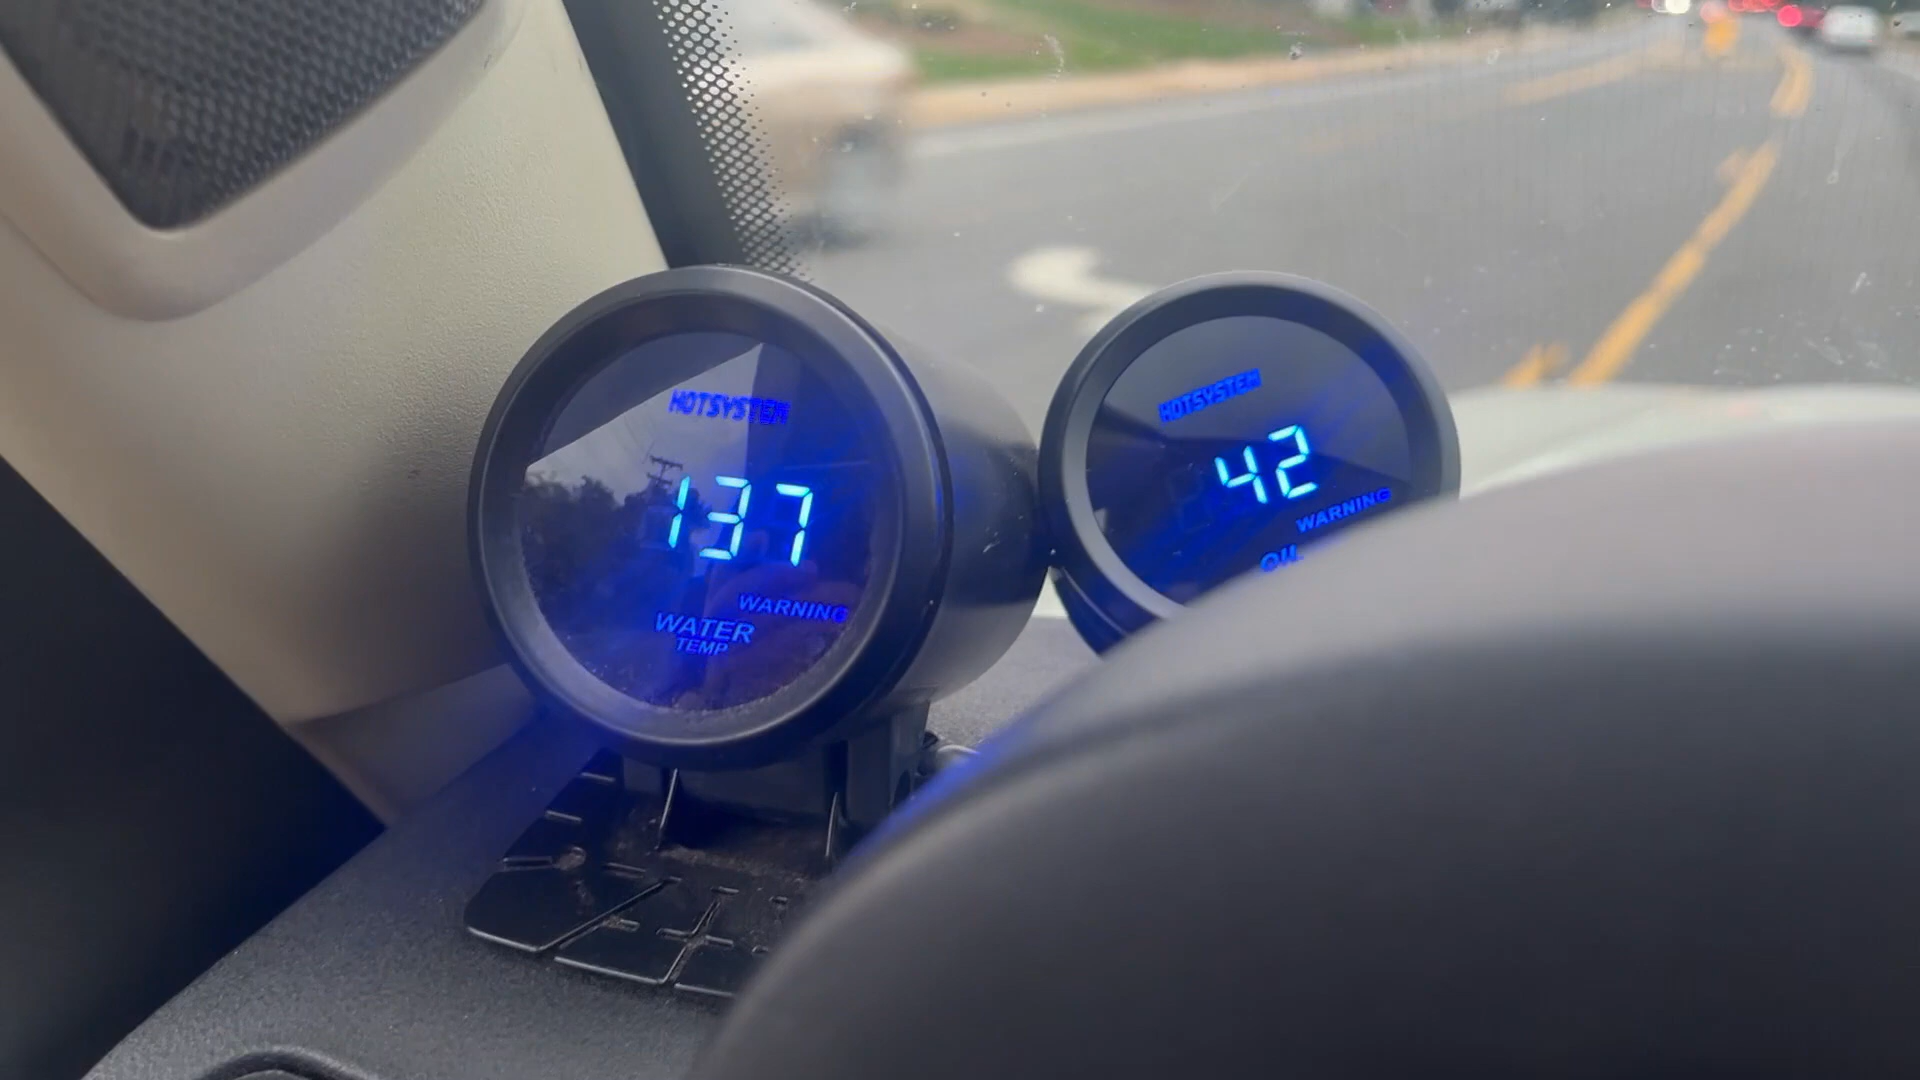 HOTSYSTEM
137
WARNING
WATER
TEMP
HOTSYSTEM
42
WARNING
OIL